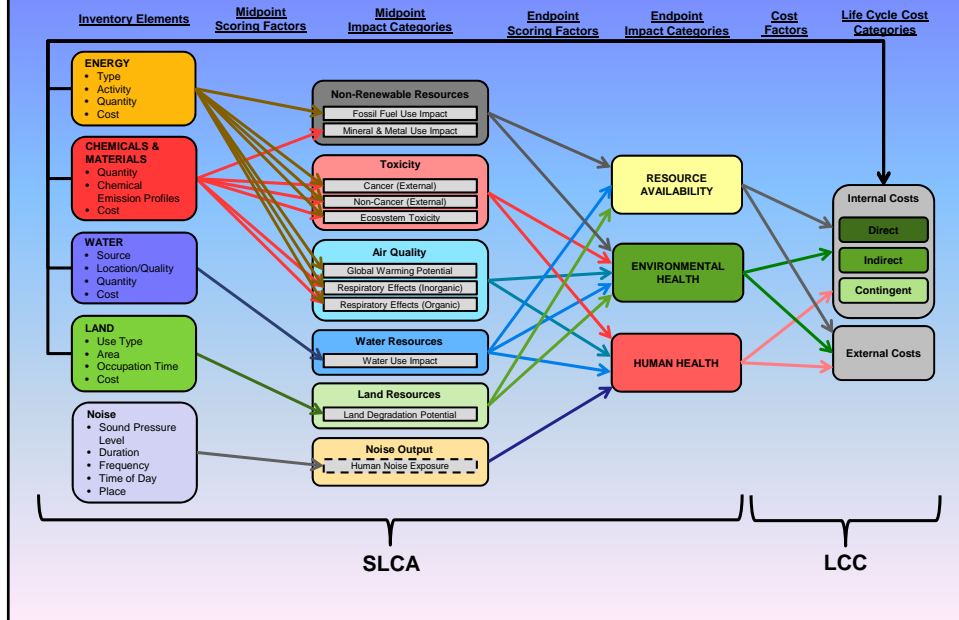 Inventory Elements
Midpoint
Scoring Factors
Midpoint
Impact Categories
Endpoint
Scoring Factors
Endpoint
Impact Categories
Cost
Factors
Life Cycle Cost
Categories
ENERGY
• Type
• Activity
• Quantity
• Cost
CHEMICALS &
MATERIALS
• Quantity
• Chemical
Emission Profiles
• Cost
WATER
• Source
• Location/Quality
• Quantity
• Cost
LAND
• Use Type
• Area
• Occupation Time
• Cost
Noise
• Sound Pressure
Level
• Duration
• Frequency
• Time of Day
• Place
Non-Renewable Resources
Fossil Fuel Use Impact
Mineral & Metal Use Impact
Toxicity
Cancer (External)
Non-Cancer (External)
Ecosystem Toxicity
Air Quality
Global Warming Potential
Respiratory Effects (Inorganic)
Respiratory Effects (Organic)
Water Resources
Water Use Impact
Land Resources
Land Degradation Potential
Noise Output
Human Noise Exposure
RESOURCE
AVAILABILITY
ENVIRONMENTAL
HEALTH
HUMAN HEALTH
Internal Costs
Direct
Indirect
Contingent
External Costs
SLCA
LCC